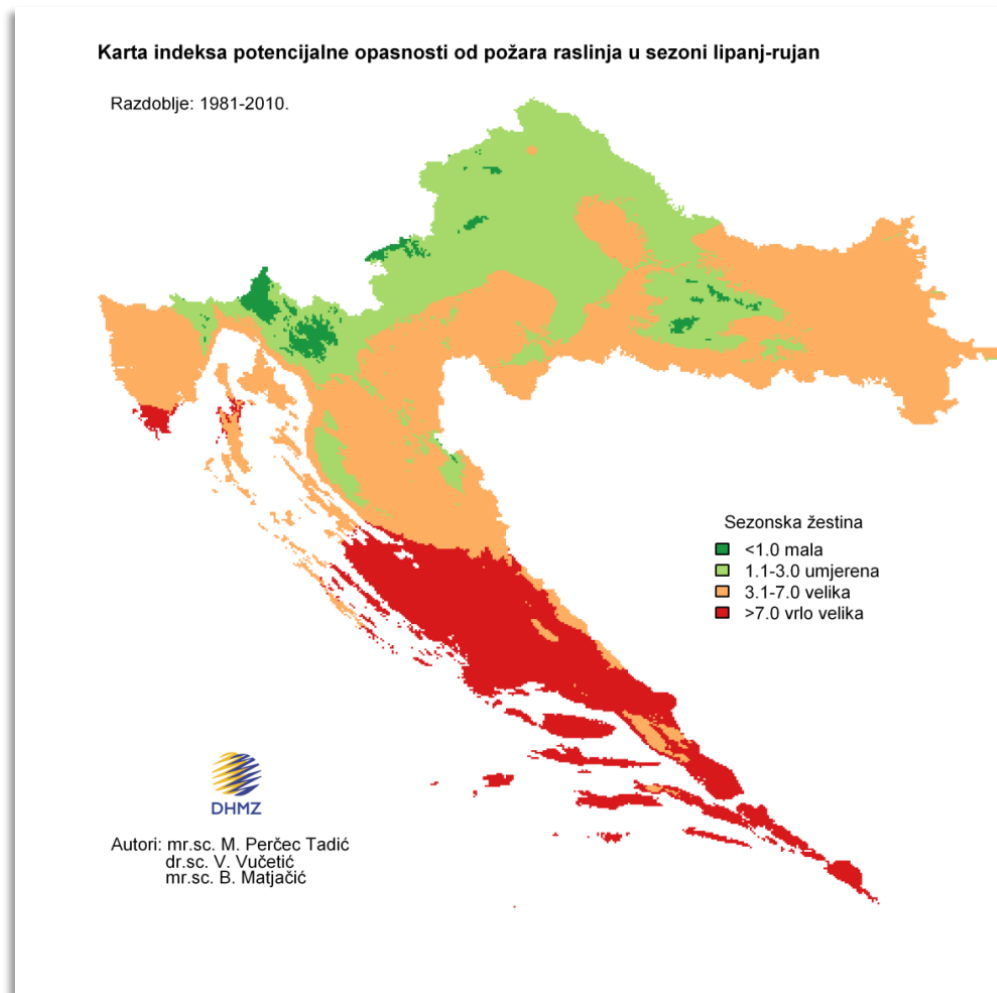 Karta indeksa potencijalne opasnosti od požara raslinja u sezoni lipanj-rujan
Razdoblje: 1981-2010.
Sezonska žestina
<1.0 mala
1.1-3.0 umjerena
3.1-7.0 velika
>7.0 vrlo velika
DHMZ
Autori: mr.sc. M. Perčec Tadić
dr.sc. V. Vučetić
mr.sc. B. Matjačić